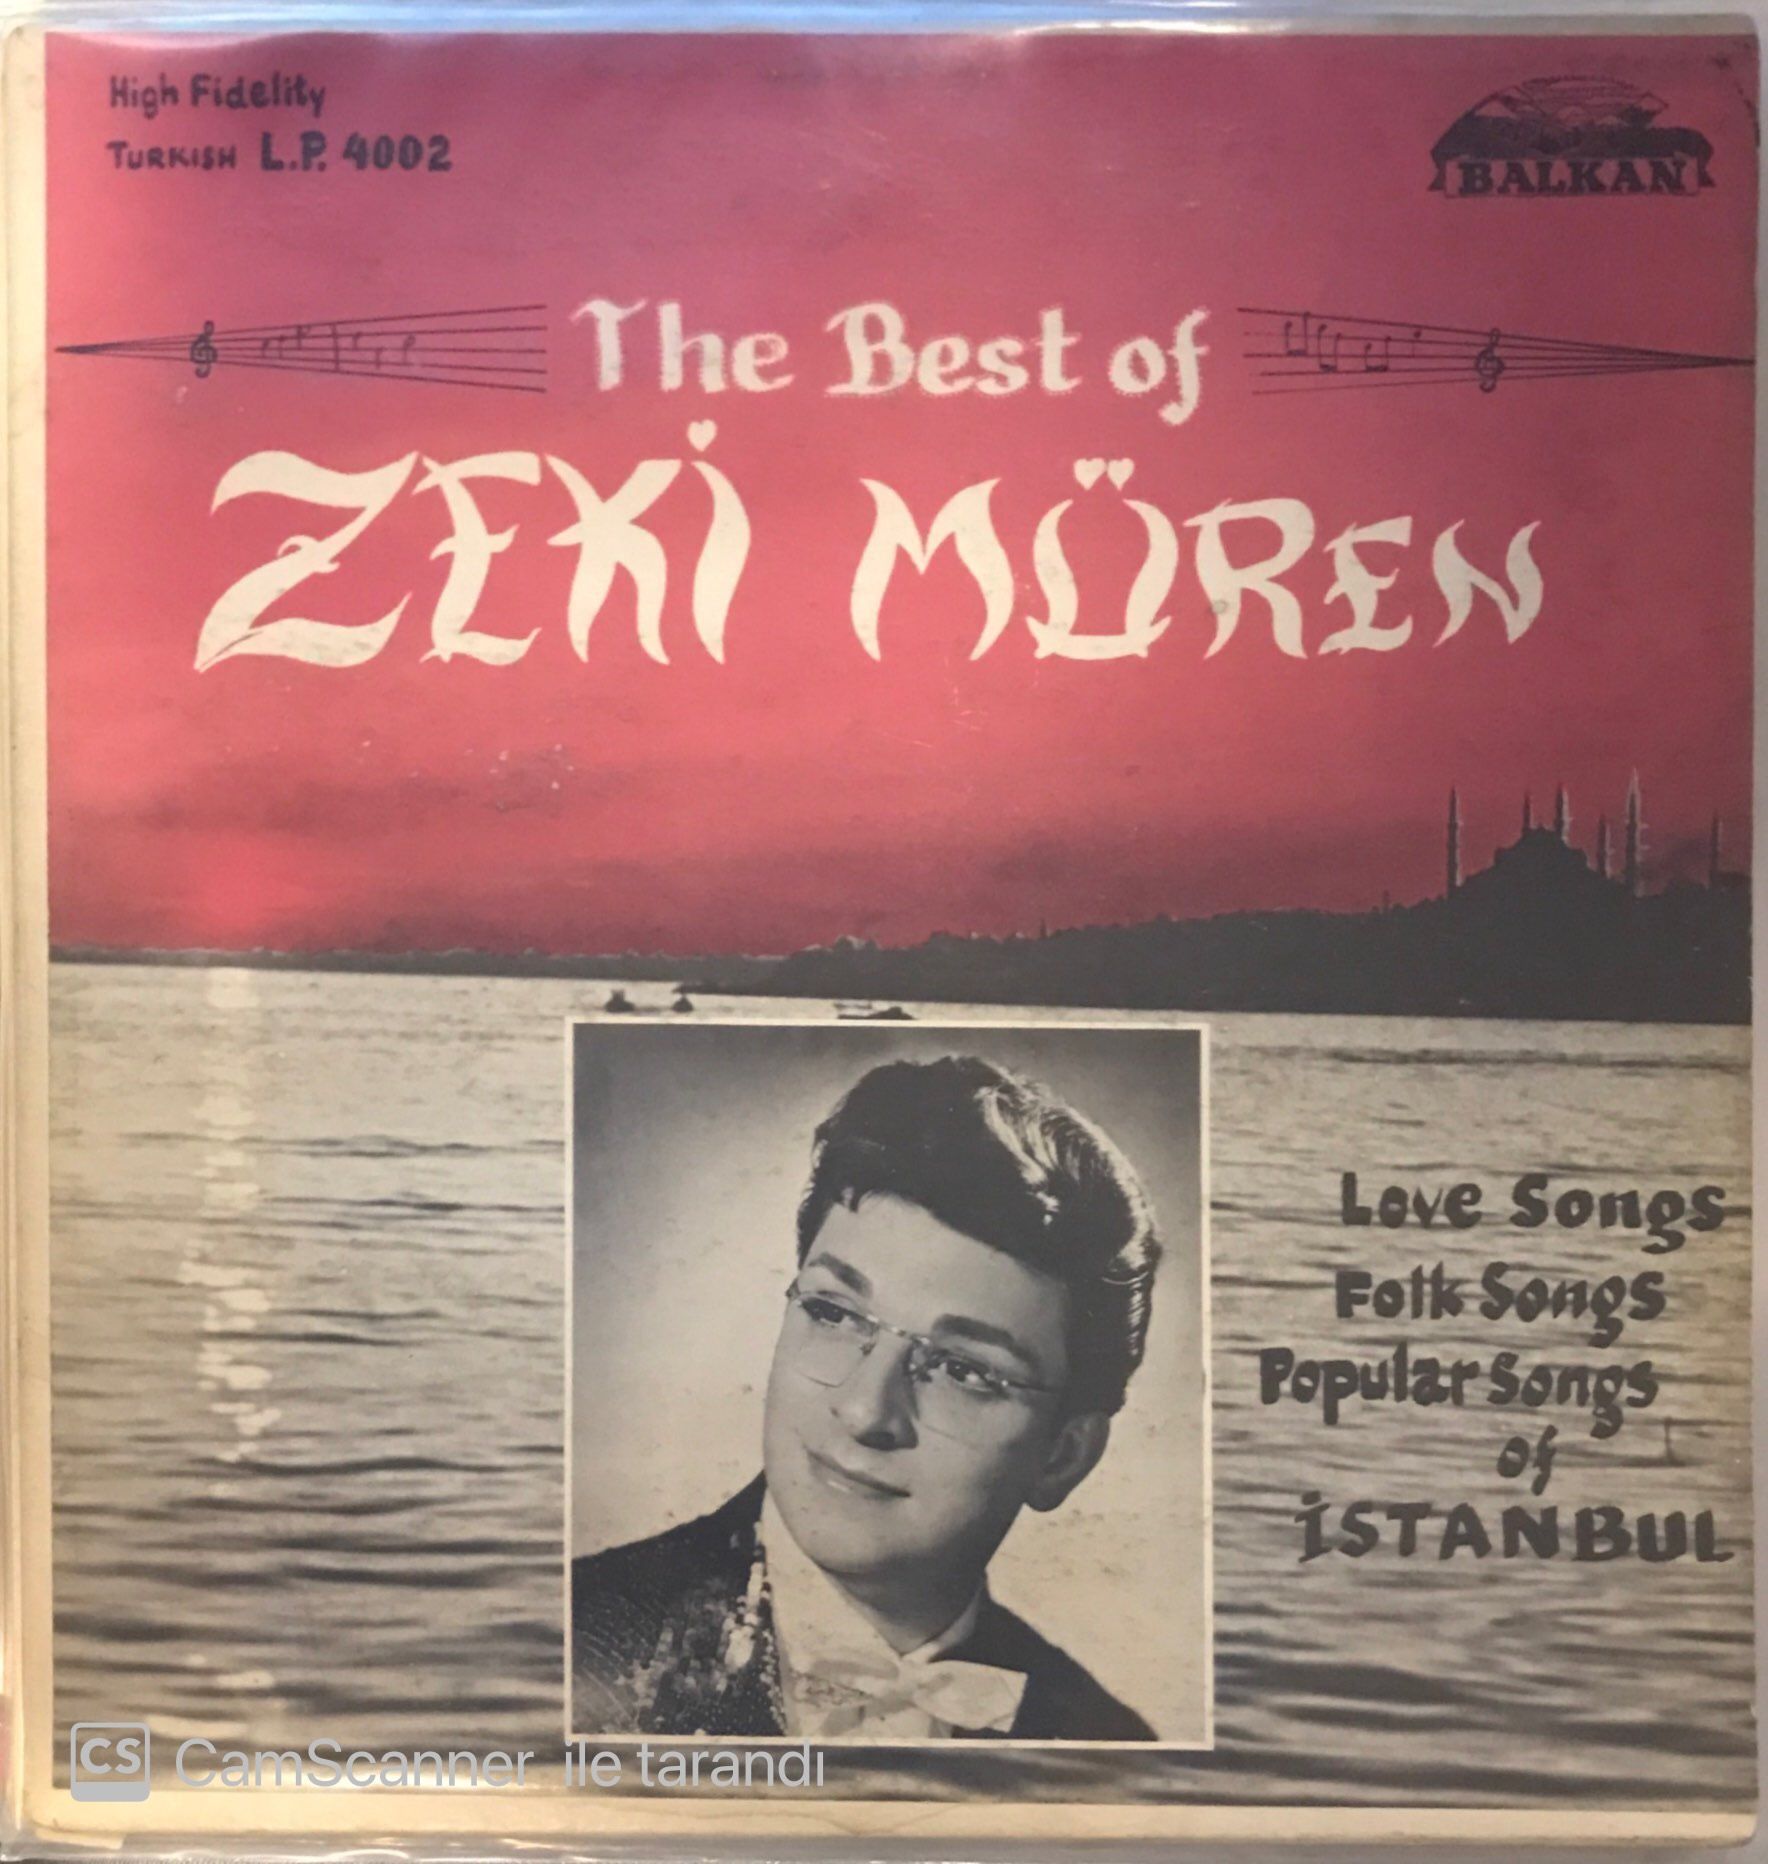 High Fidelity
TURKISH L.P. 4002
BALKAN
The Best of
ZEKİ MÜREN
Love Songs
Folk Songs
Popular Songs
of
İSTANBUL
CS CamScanner ile tarandı